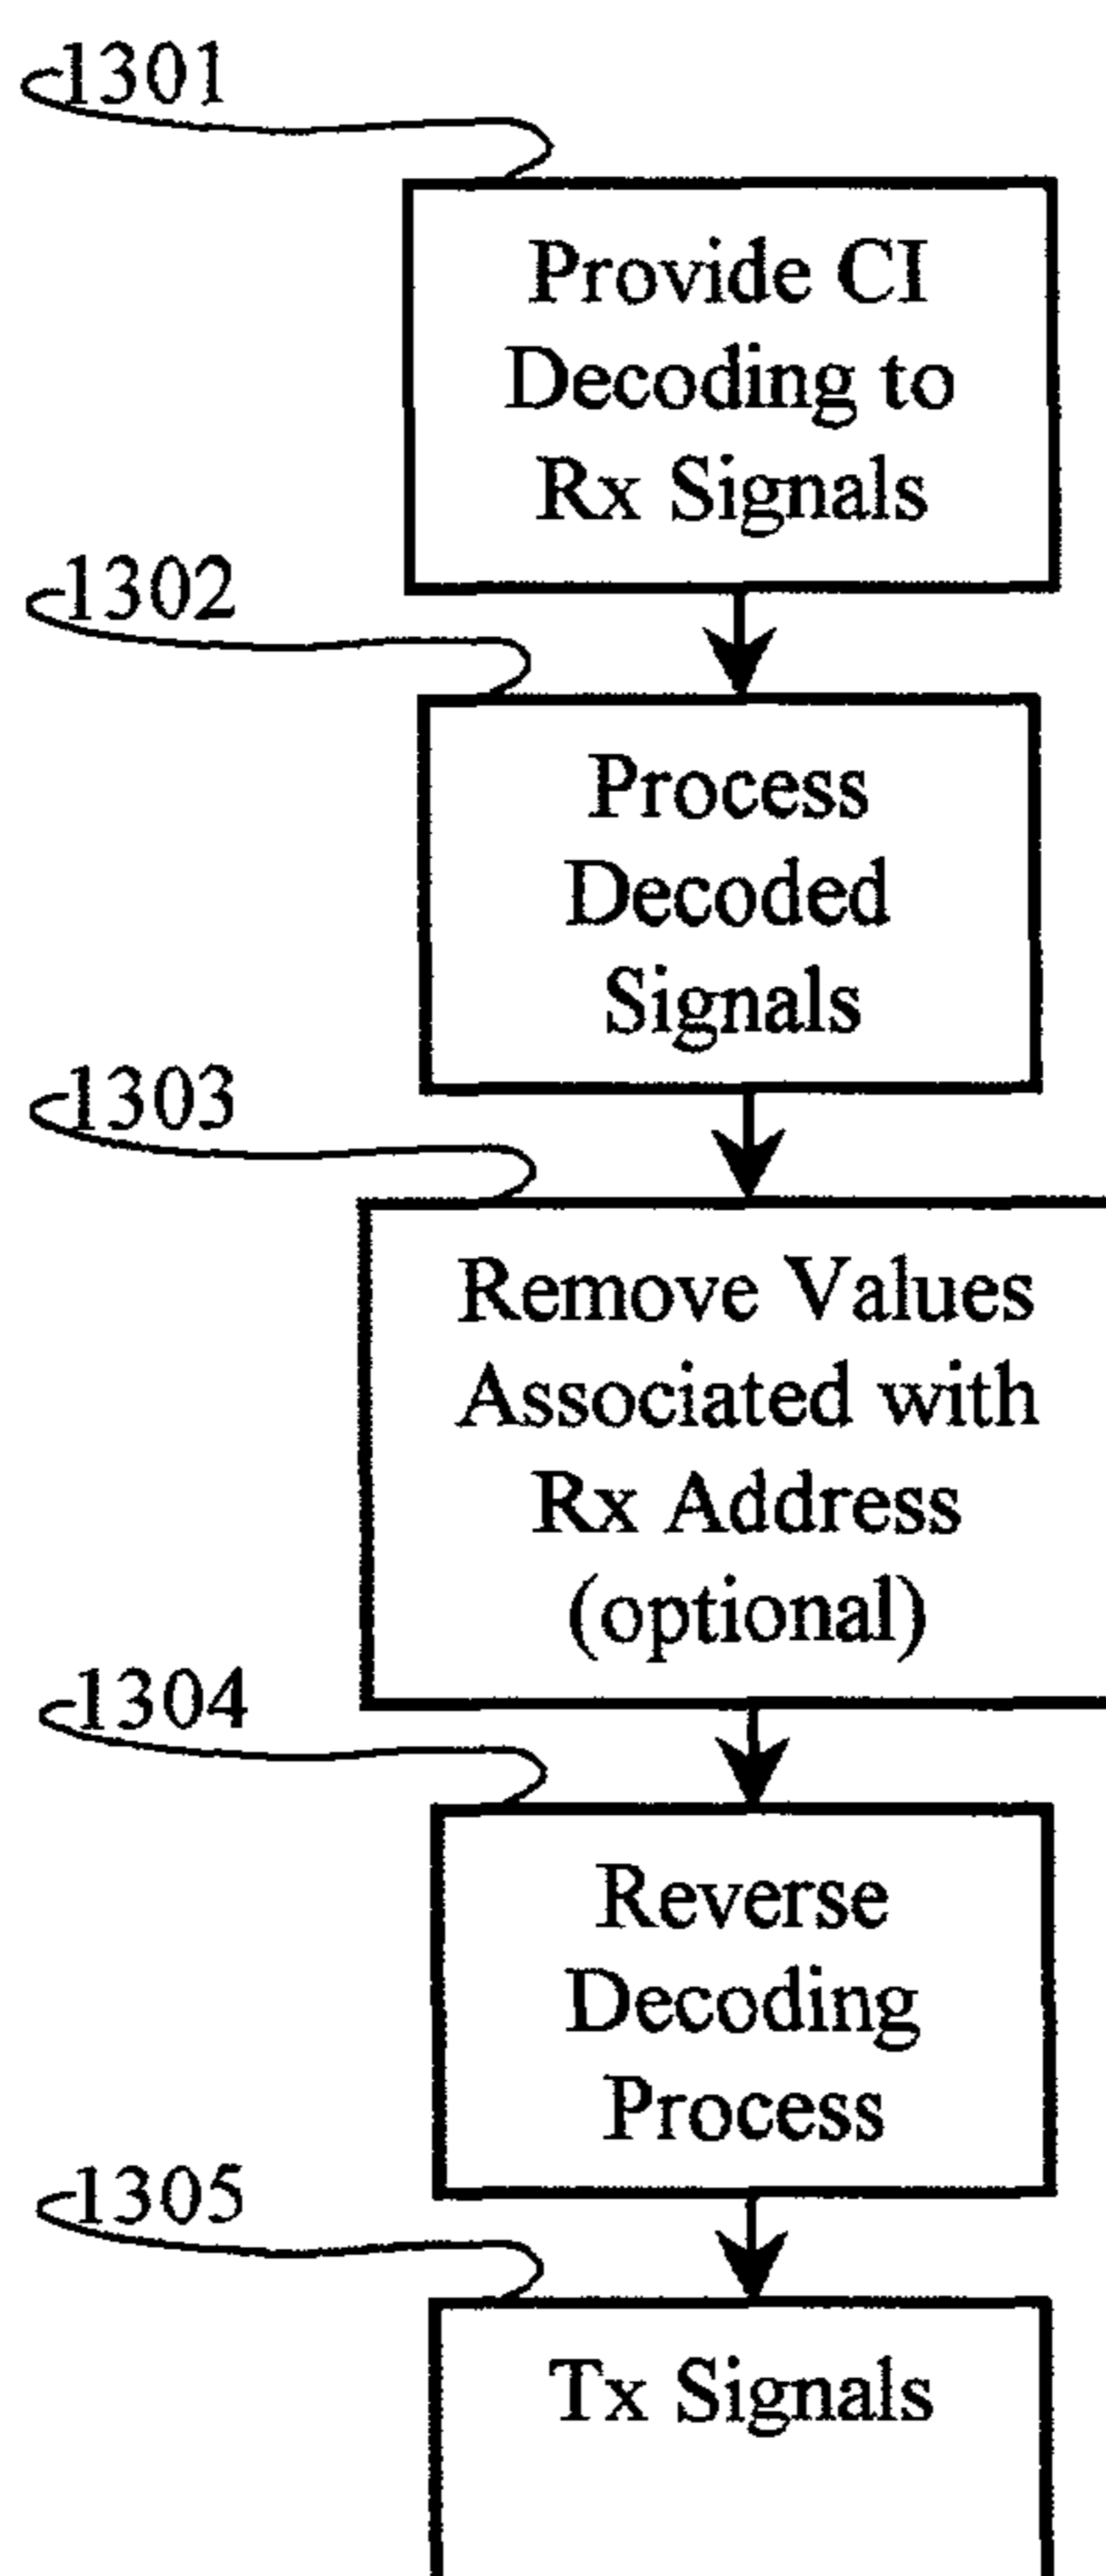 1301
Provide CI
Decoding to
Rx Signals
1302
Process
Decoded
Signals
1303
Remove Values
Associated with
Rx Address
(optional)
1304
Reverse
Decoding
Process
1305
Tx Signals